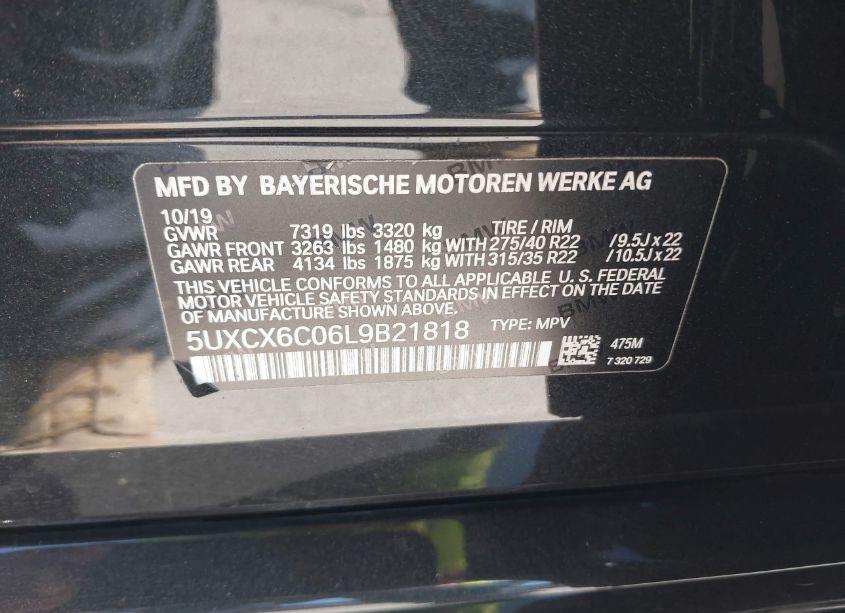 MFD BY BAYERISCHE MOTOREN WERKE AG
10/19
GVWR 7319 lbs 3320 kg TIRE / RIM
GAWR FRONT 3263 lbs 1480 kg WITH 275/40 R22 /9.5J x 22
GAWR REAR 4134 lbs 1875 kg WITH 315/35 R22 /10.5J x 22
THIS VEHICLE CONFORMS TO ALL APPLICABLE U.S. FEDERAL
MOTOR VEHICLE SAFETY STANDARDS IN EFFECT ON THE DATE
OF MANUFACTURE SHOWN ABOVE.
5UXCX6C06L9B21818 TYPE: MPV
475M
7 320 729